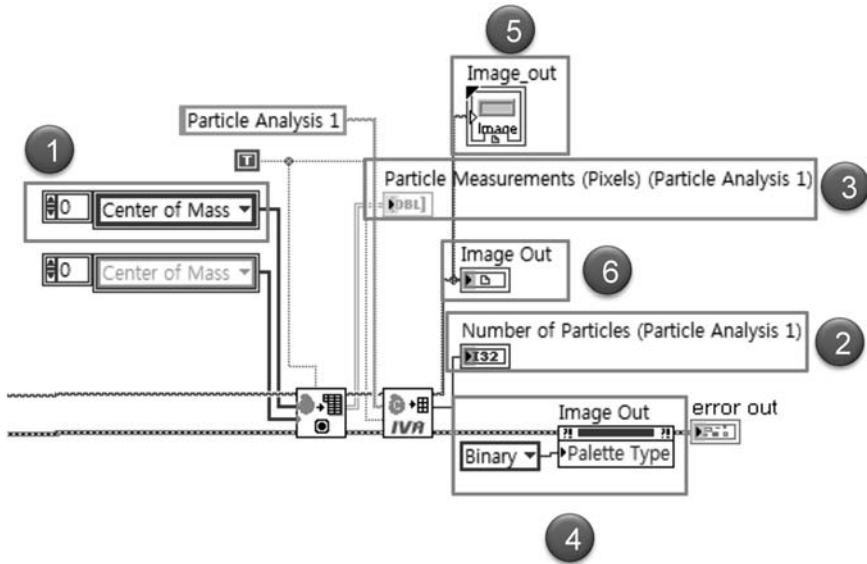 5
Image_out
Image
Particle Analysis 1
1
T
Particle Measurements (Pixels) (Particle Analysis 1)
3
DBL]
0
Center of Mass
Image Out
6
0
Center of Mass
Number of Particles (Particle Analysis 1)
2
I32
Image Out
error out
?!
?!
IVA
Binary
Palette Type
4